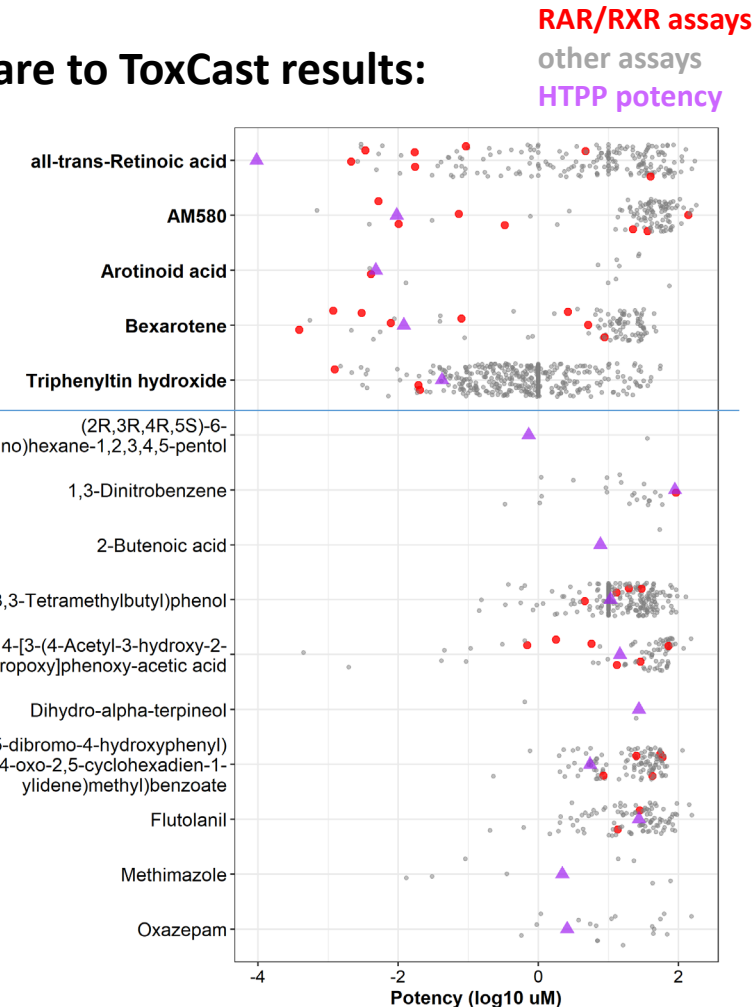 RAR/RXR assays
are to ToxCast results:
other assays
HTPP potency
all-trans-Retinoic acid
AM580
Arotinoid acid
Bexarotene
Triphenyltin hydroxide
(2R,3R,4R,5S)-6-
no)hexane-1,2,3,4,5-pentol
1,3-Dinitrobenzene
2-Butenoic acid
3,3-Tetramethylbutyl)phenol
4-[3-(4-Acetyl-3-hydroxy-2-
ropoxy]phenoxy-acetic acid
Dihydro-alpha-terpineol
5-dibromo-4-hydroxyphenyl)
4-oxo-2,5-cyclohexadien-1-
ylidene)methyl)benzoate
Flutolanil
Methimazole
Oxazepam
-4 -2 0 2
Potency (log10 uM)